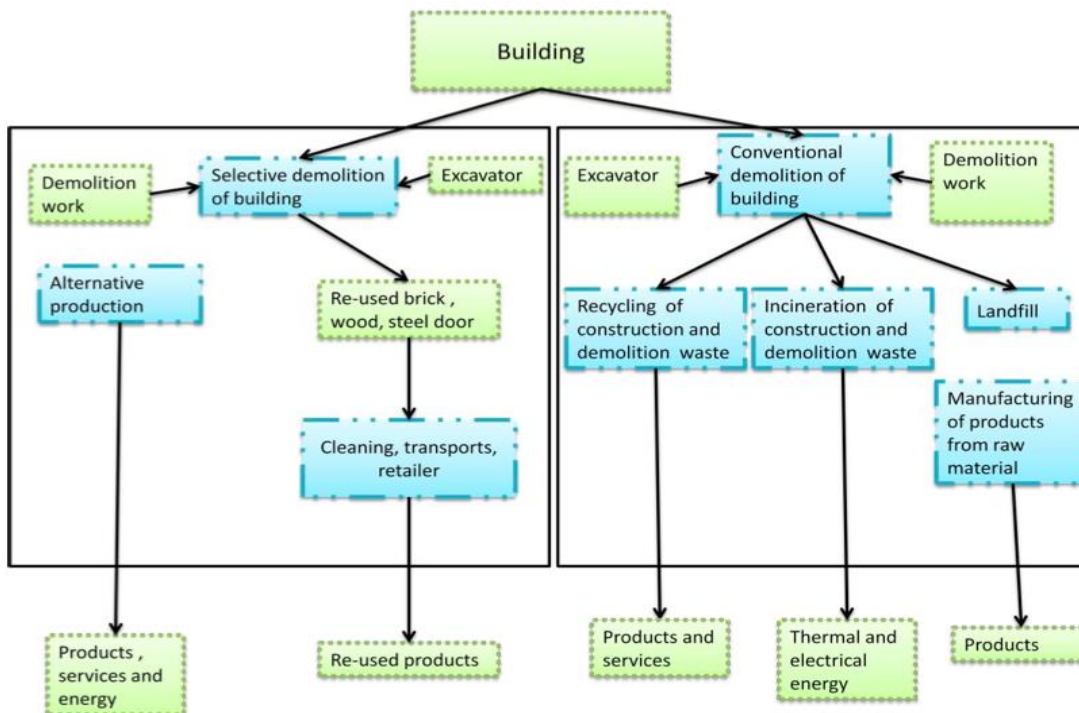 Building
Demolition
work
Selective demolition
of building
Excavator
Alternative
production
Re-used brick ,
wood, steel door
Cleaning, transports,
retailer
Products ,
services and
energy
Re-used products
Excavator
Conventional
demolition of
building
Demolition
work
Recycling of
construction and
demolition waste
Incineration of
construction and
demolition waste
Landfill
Manufacturing
of products
from raw
material
Products and
services
Thermal and
electrical
energy
Products